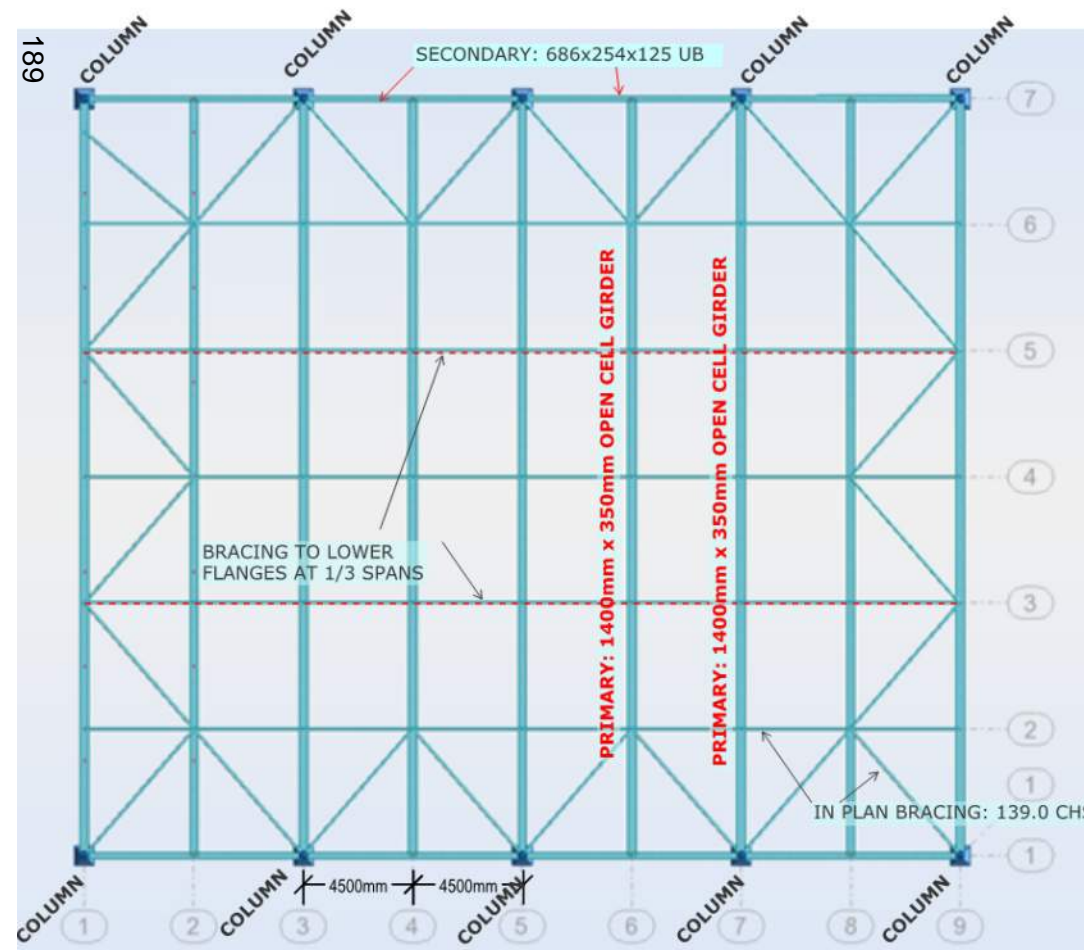 189
COLUMN
COLUMN
COLUMN
COLUMN
SECONDARY: 686x254x125 UB
7
6
5
4
3
2
1
1
PRIMARY: 1400mm x 350mm OPEN CELL GIRDER
PRIMARY: 1400mm x 350mm OPEN CELL GIRDER
BRACING TO LOWER
FLANGES AT 1/3 SPANS
IN PLAN BRACING: 139.0 CHS
4500mm
4500mm
COLUMN
COLUMN
COLUMN
COLUMN
COLUMN
1
2
3
4
5
6
7
8
9